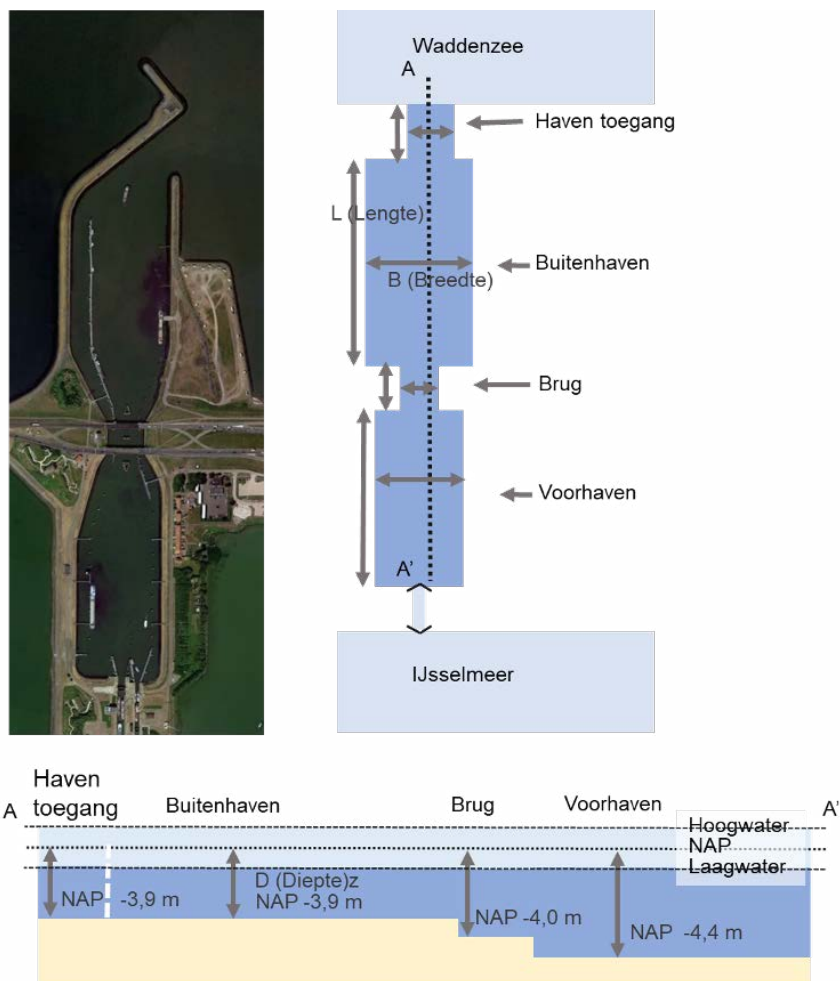 Waddenzee
A
Haven toegang
L (Lengte)
Buitenhaven
B (Breedte)
Brug
Voorhaven
A'
IJsselmeer
Haven
toegang
A
Buitenhaven
Brug
Voorhaven
A'
Hoogwater
NAP
Laagwater
D (Diepte)z
NAP -3,9 m
NAP -3,9 m
NAP -4,0 m
NAP -4,4 m